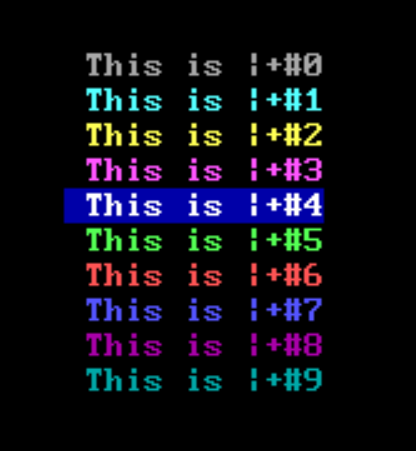 This is ¦+#0
This is ¦+#1
This is ¦+#2
This is ¦+#3
This is ¦+#4
This is ¦+#5
This is ¦+#6
This is ¦+#7
This is ¦+#8
This is ¦+#9